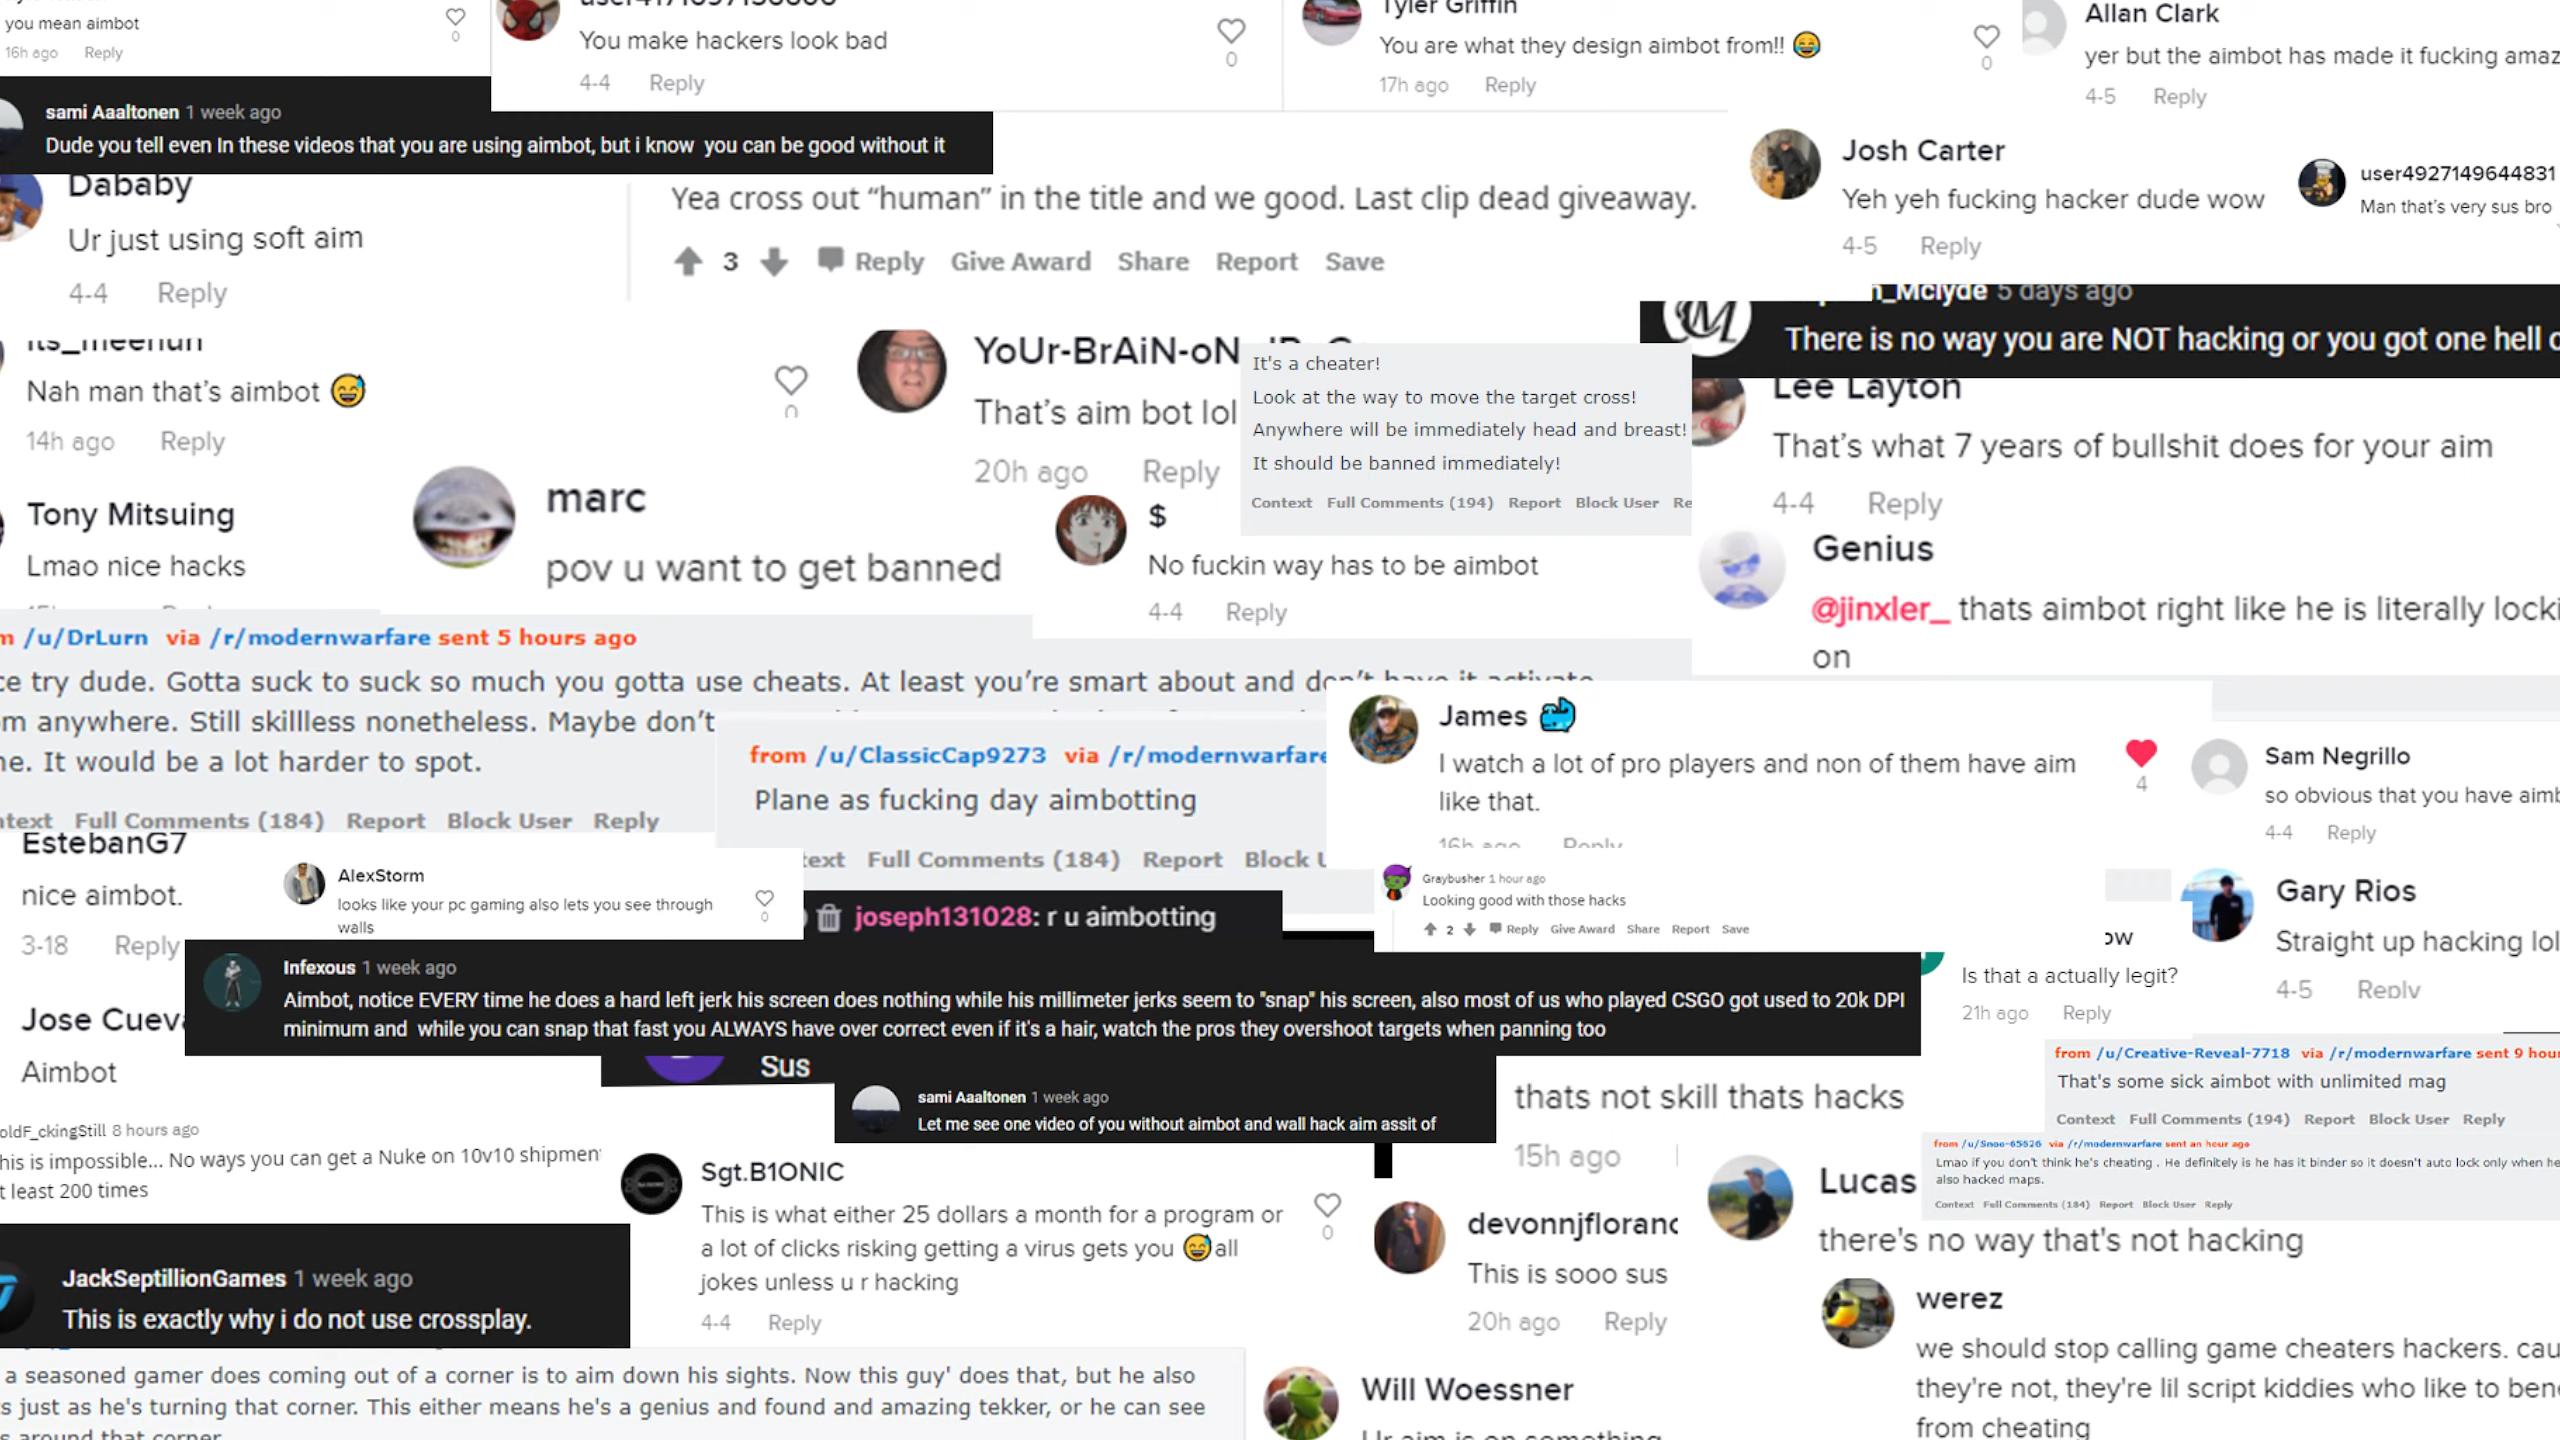 you mean aimbot
16h ago Reply
0
You make hackers look bad
4-4 Reply
0
Tyler Griffin
You are what they design aimbot from!! 😂
17h ago Reply
0
Allan Clark
yer but the aimbot has made it fucking amaz
4-5 Reply
sami Aaaltonen 1 week ago
Dude you tell even In these videos that you are using aimbot, but i know you can be good without it
Dababy
Ur just using soft aim
4-4 Reply
Yea cross out “human” in the title and we good. Last clip dead giveaway.
3 Reply Give Award Share Report Save
Josh Carter
Yeh yeh fucking hacker dude wow
4-5 Reply
user4927149644831
Man that’s very sus bro
n_Mclyde 5 days ago
There is no way you are NOT hacking or you got one hell o
Nah man that’s aimbot 😅
14h ago Reply
0
YoUr-BrAiN-oN
That’s aim bot lol
20h ago Reply
It's a cheater!
Look at the way to move the target cross!
Anywhere will be immediately head and breast!
It should be banned immediately!
Context Full Comments (194) Report Block User Re
Lee Layton
That’s what 7 years of bullshit does for your aim
4-4 Reply
Tony Mitsuing
Lmao nice hacks
marc
pov u want to get banned
$
No fuckin way has to be aimbot
4-4 Reply
Genius
@jinxler_ thats aimbot right like he is literally locki
on
m /u/DrLurn via /r/modernwarfare sent 5 hours ago
ce try dude. Gotta suck to suck so much you gotta use cheats. At least you’re smart about and don’t have it activate
om anywhere. Still skillless nonetheless. Maybe don’t
ne. It would be a lot harder to spot.
ntext Full Comments (184) Report Block User Reply
from /u/ClassicCap9273 via /r/modernwarfare
Plane as fucking day aimbotting
text Full Comments (184) Report Block U
James
I watch a lot of pro players and non of them have aim
like that.
16h ago Reply
4
Sam Negrillo
so obvious that you have aimb
4-4 Reply
EstebanG7
nice aimbot.
3-18 Reply
AlexStorm
looks like your pc gaming also lets you see through
walls
0
joseph131028: r u aimbotting
Graybusher 1 hour ago
Looking good with those hacks
2 Reply Give Award Share Report Save
Gary Rios
Straight up hacking lol
4-5 Reply
ow
Is that a actually legit?
21h ago Reply
Infexous 1 week ago
Aimbot, notice EVERY time he does a hard left jerk his screen does nothing while his millimeter jerks seem to "snap" his screen, also most of us who played CSGO got used to 20k DPI
minimum and while you can snap that fast you ALWAYS have over correct even if it's a hair, watch the pros they overshoot targets when panning too
Jose Cueva
Aimbot
Sus
sami Aaaltonen 1 week ago
Let me see one video of you without aimbot and wall hack aim assit of
thats not skill thats hacks
15h ago
from /u/Creative-Reveal-7718 via /r/modernwarfare sent 9 hour
That's some sick aimbot with unlimited mag
Context Full Comments (194) Report Block User Reply
from /u/Snoo-65626 via /r/modernwarfare sent an hour ago
Lmao if you don't think he's cheating . He definitely is he has it binder so it doesn't auto lock only when he
also hacked maps.
Context Full Comments (184) Report Block User Reply
oldF_ckingStill 8 hours ago
his is impossible... No ways you can get a Nuke on 10v10 shipment
t least 200 times
Sgt.B1ONIC
This is what either 25 dollars a month for a program or
a lot of clicks risking getting a virus gets you 😅all
jokes unless u r hacking
4-4 Reply
0
devonnjfloranc
This is sooo sus
20h ago Reply
Lucas
there's no way that's not hacking
JackSeptillionGames 1 week ago
This is exactly why i do not use crossplay.
werez
we should stop calling game cheaters hackers. cau
they're not, they're lil script kiddies who like to bene
from cheating
a seasoned gamer does coming out of a corner is to aim down his sights. Now this guy' does that, but he also
s just as he's turning that corner. This either means he's a genius and found and amazing tekker, or he can see
s around that corner
Will Woessner
Ur aim is on something